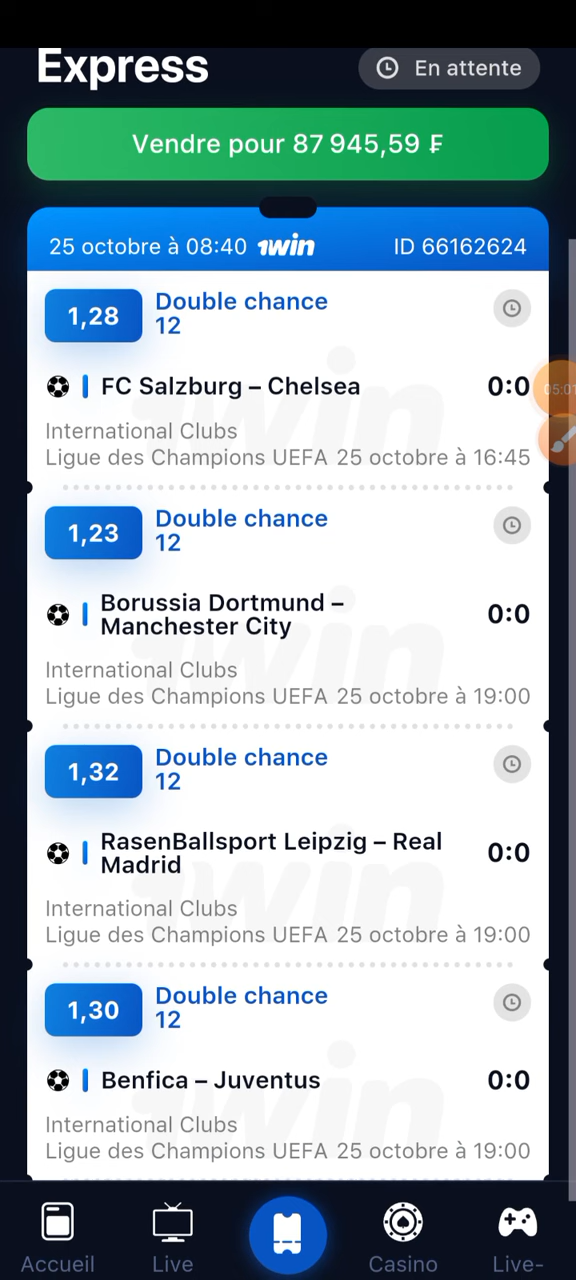 Express
En attente
Vendre pour 87 945,59 ₣
25 octobre à 08:40 1win ID 66162624
1,28 Double chance
12
FC Salzburg – Chelsea 0:0
05:01
International Clubs
Ligue des Champions UEFA 25 octobre à 16:45
1,23 Double chance
12
Borussia Dortmund –
Manchester City 0:0
International Clubs
Ligue des Champions UEFA 25 octobre à 19:00
1,32 Double chance
12
RasenBallsport Leipzig – Real
Madrid 0:0
International Clubs
Ligue des Champions UEFA 25 octobre à 19:00
1,30 Double chance
12
Benfica – Juventus 0:0
International Clubs
Ligue des Champions UEFA 25 octobre à 19:00
Accueil Live Casino Live-